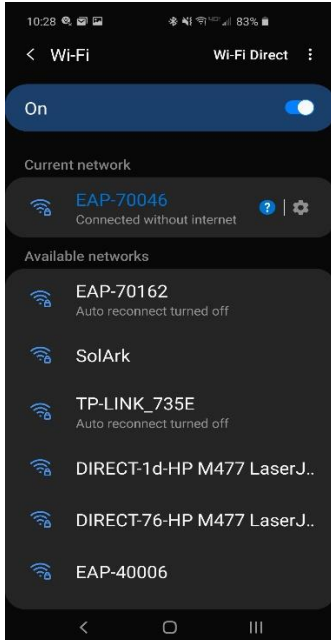 10:28 83%
Wi-Fi Wi-Fi Direct
On
Current network
EAP-70046
Connected without internet
Available networks
EAP-70162
Auto reconnect turned off
SolArk
TP-LINK_735E
Auto reconnect turned off
DIRECT-1d-HP M477 LaserJ..
DIRECT-76-HP M477 LaserJ..
EAP-40006